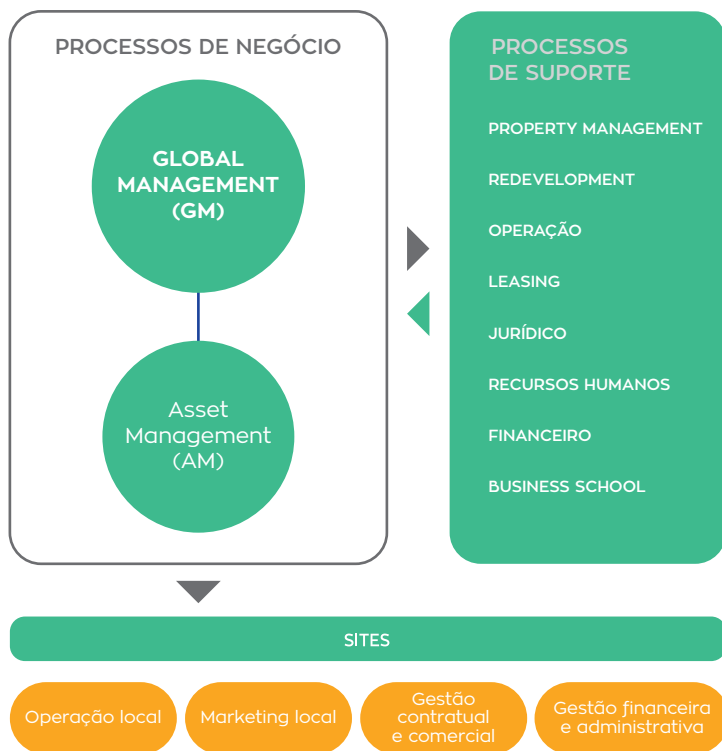 PROCESSOS DE NEGÓCIO
GLOBAL
MANAGEMENT
(GM)
Asset
Management
(AM)
PROCESSOS
DE SUPORTE
PROPERTY MANAGEMENT
REDEVELOPMENT
OPERAÇÃO
LEASING
JURÍDICO
RECURSOS HUMANOS
FINANCEIRO
BUSINESS SCHOOL
SITES
Operação local
Marketing local
Gestão
contratual
e comercial
Gestão financeira
e administrativa